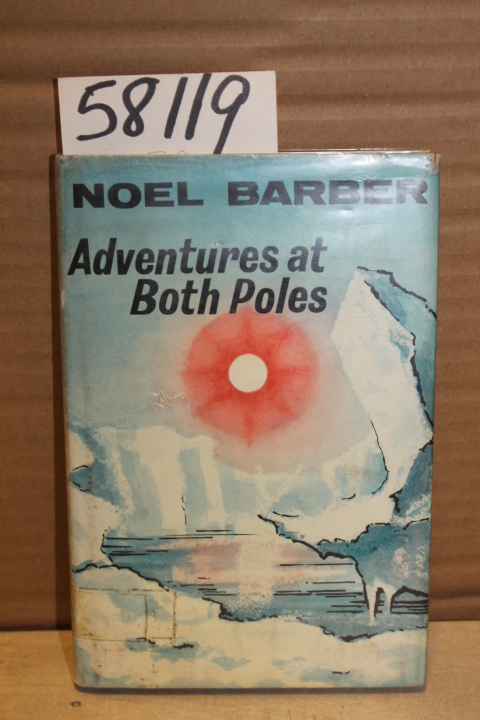 58119
NOEL BARBER
Adventures at
Both Poles